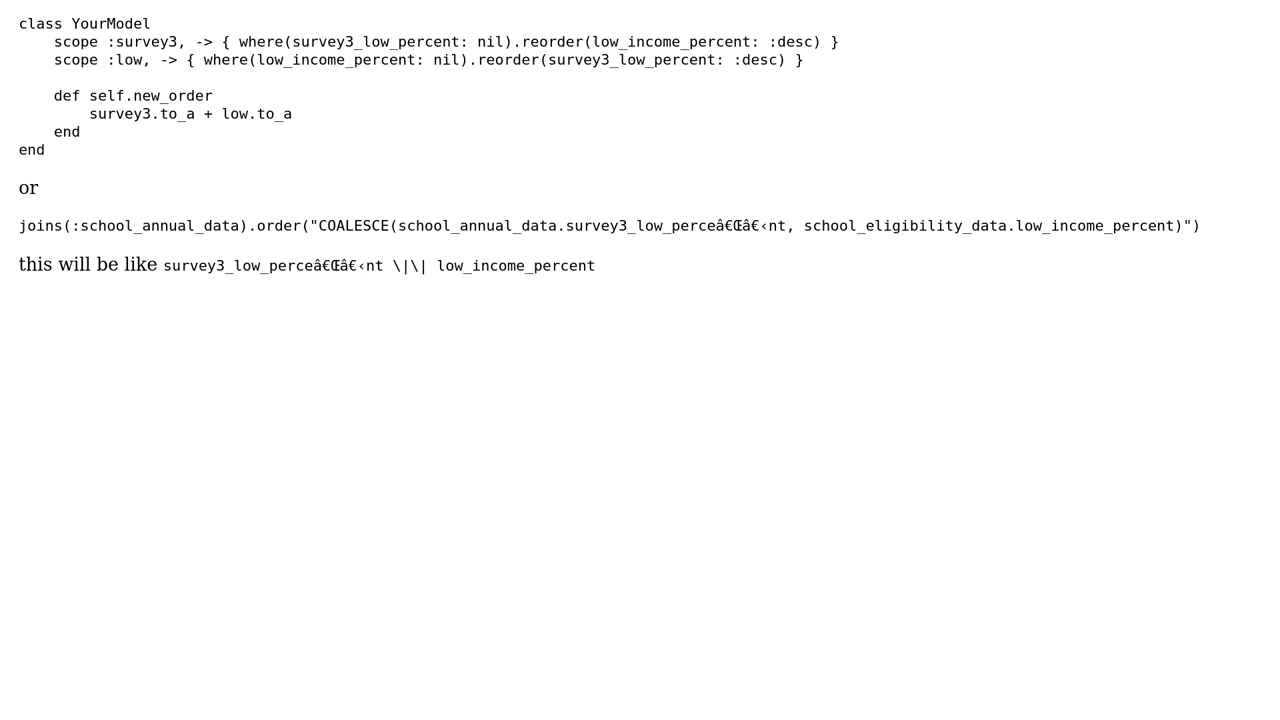 class YourModel
    scope :survey3, -> { where(survey3_low_percent: nil).reorder(low_income_percent: :desc) }
    scope :low, -> { where(low_income_percent: nil).reorder(survey3_low_percent: :desc) }

    def self.new_order
        survey3.to_a + low.to_a
    end
end
or
joins(:school_annual_data).order("COALESCE(school_annual_data.survey3_low_perceâ€Œâ€‹nt, school_eligibility_data.low_income_percent)")
this will be like survey3_low_perceâ€Œâ€‹nt \|\| low_income_percent